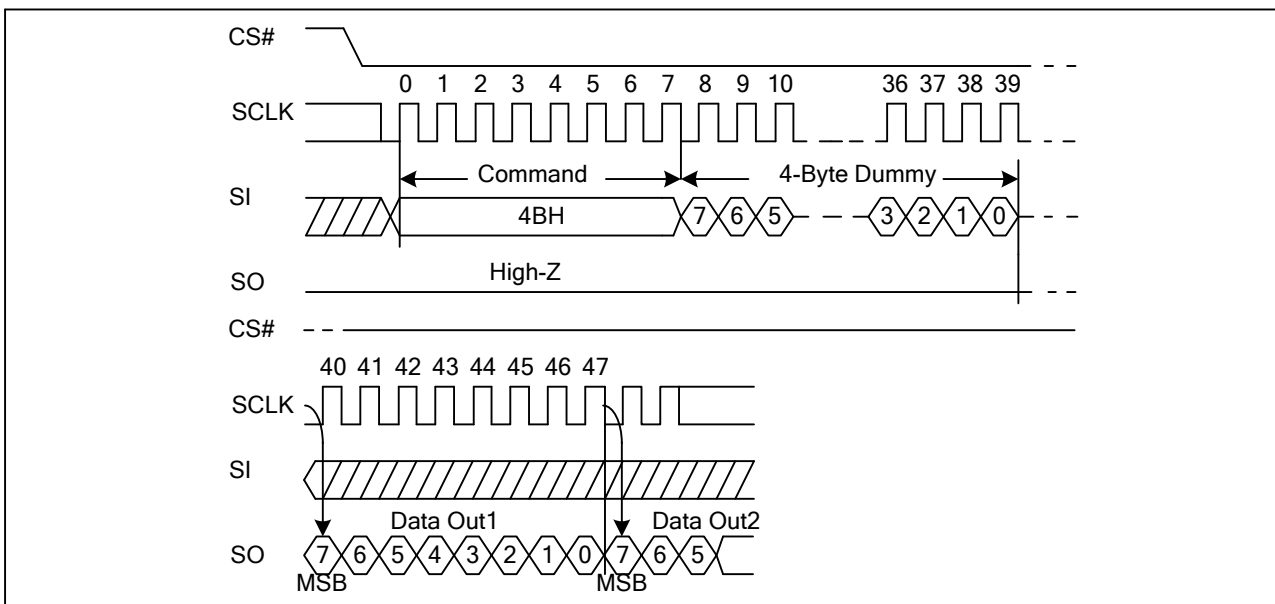 CS#
0 1 2 3 4 5 6 7 8 9 10 36 37 38 39
SCLK
Command 4-Byte Dummy
SI
4BH 7 6 5 3 2 1 0
High-Z
SO
CS#
40 41 42 43 44 45 46 47
SCLK
SI
Data Out1 Data Out2
SO 7 6 5 4 3 2 1 0 7 6 5
MSB MSB